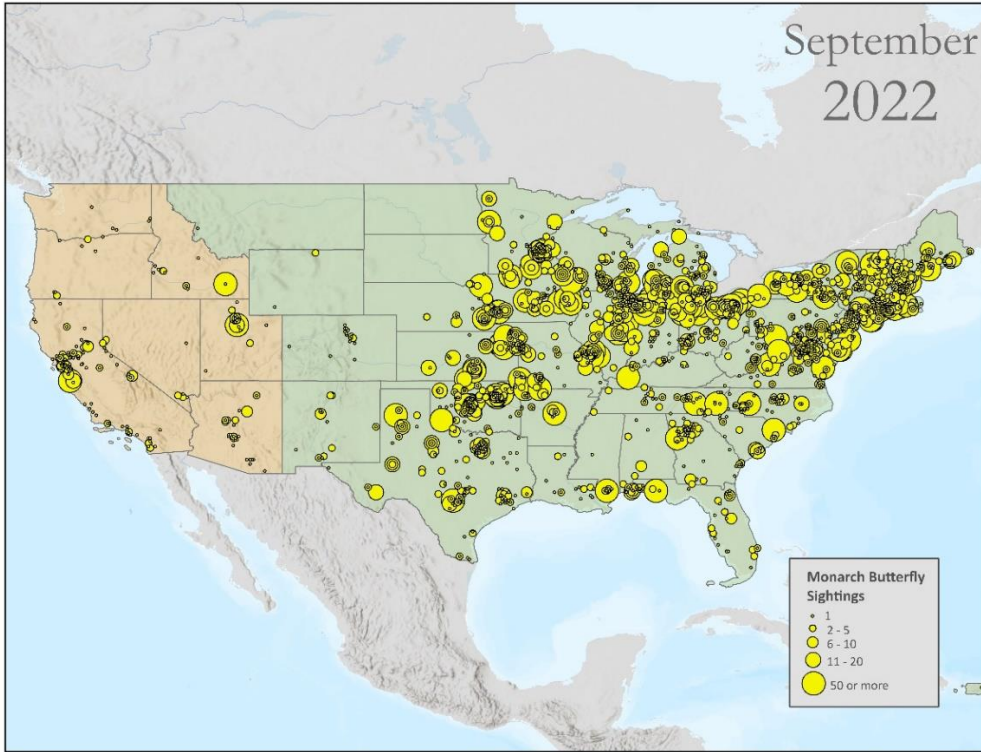 September
2022
Monarch Butterfly
Sightings
1
2 - 5
6 - 10
11 - 20
50 or more